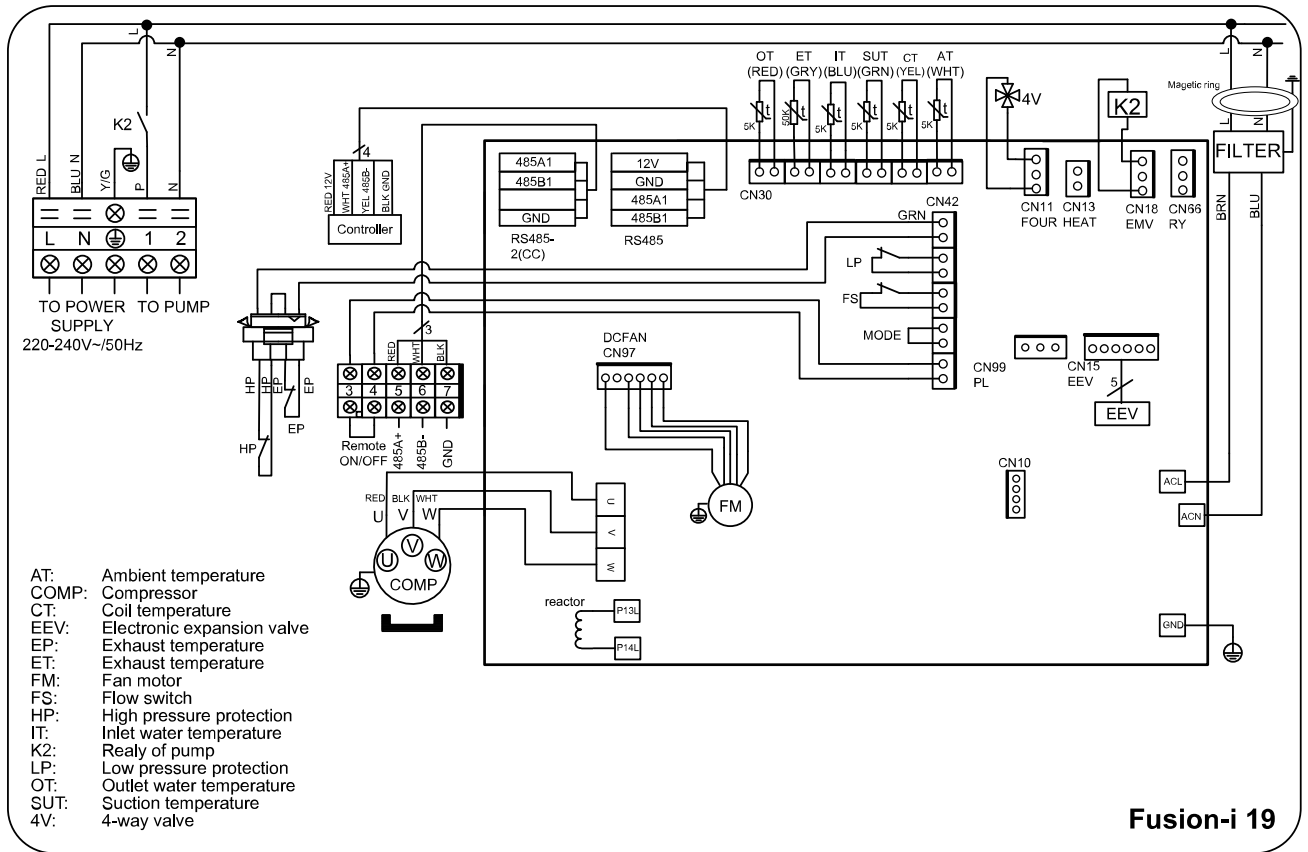 L
N
K2
RED L
BLU N
Y/G
P
N
L N 1 2
TO POWER
SUPPLY
220-240V~/50Hz
TO PUMP
4
RED 12V
WHT 485A+
YEL 485B-
BLK GND
Controller
485A1
485B1
GND
RS485-
2(CC)
12V
GND
485A1
485B1
RS485
OT
(RED)
ET
(GRY)
IT
(BLU)
SUT
(GRN)
CT
(YEL)
AT
(WHT)
t
5K
t
50K
t
5K
t
5K
t
5K
t
5K
CN30
4V
CN11
FOUR
CN13
HEAT
K2
CN18
EMV
CN66
RY
L
N
Magetic ring
L
N
FILTER
BRN
BLU
CN42
GRN
LP
FS
MODE
CN99
PL
CN15
EEV
5
EEV
CN10
ACL
ACN
GND
DCFAN
CN97
FM
HP
HP
EP
EP
HP
EP
3
RED
WHT
BLK
3 4 5 6 7
Remote
ON/OFF
485A+
485B-
GND
RED BLK WHT
U V W
U V W
COMP
U
V
W
reactor
P13L
P14L
AT: Ambient temperature
COMP: Compressor
CT: Coil temperature
EEV: Electronic expansion valve
EP: Exhaust temperature
ET: Exhaust temperature
FM: Fan motor
FS: Flow switch
HP: High pressure protection
IT: Inlet water temperature
K2: Realy of pump
LP: Low pressure protection
OT: Outlet water temperature
SUT: Suction temperature
4V: 4-way valve
Fusion-i 19